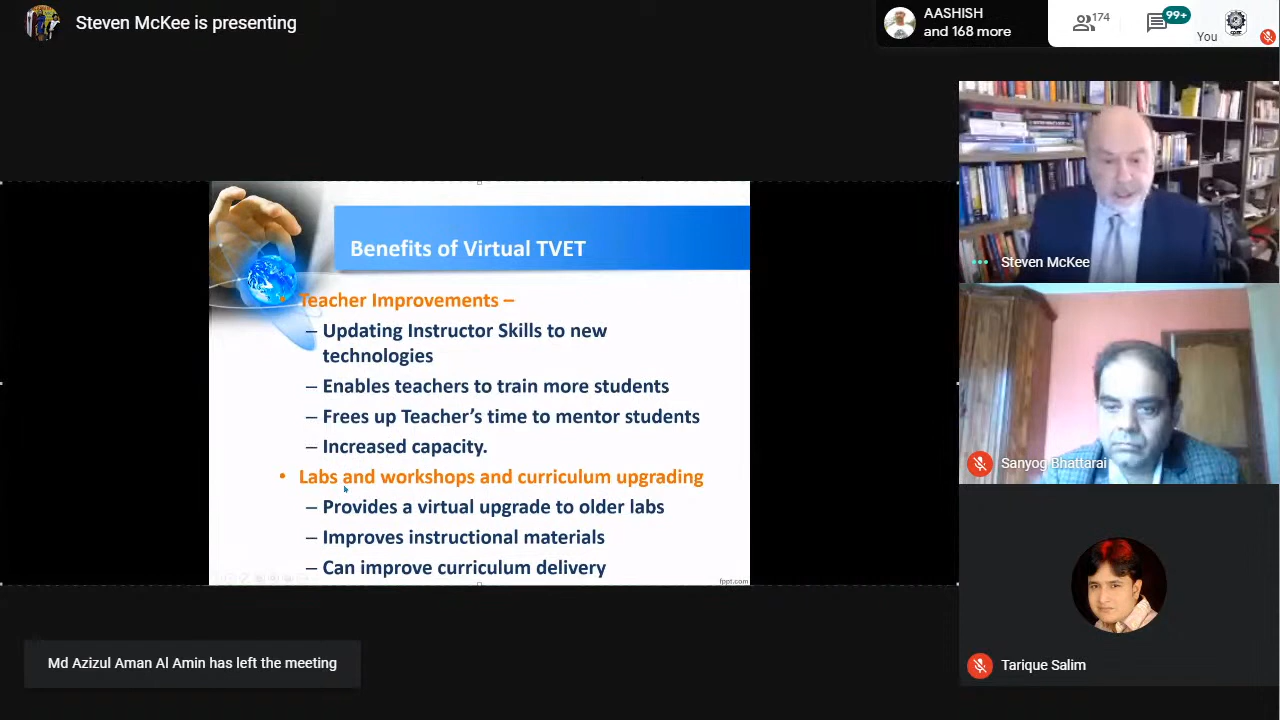 Steven McKee is presenting
AASHISH
and 168 more
174
99+
You
Benefits of Virtual TVET
• Teacher Improvements –
– Updating Instructor Skills to new
technologies
– Enables teachers to train more students
– Frees up Teacher's time to mentor students
– Increased capacity.
• Labs and workshops and curriculum upgrading
– Provides a virtual upgrade to older labs
– Improves instructional materials
– Can improve curriculum delivery
fppt.com
Steven McKee
Sanyog Bhattarai
Tarique Salim
Md Azizul Aman Al Amin has left the meeting